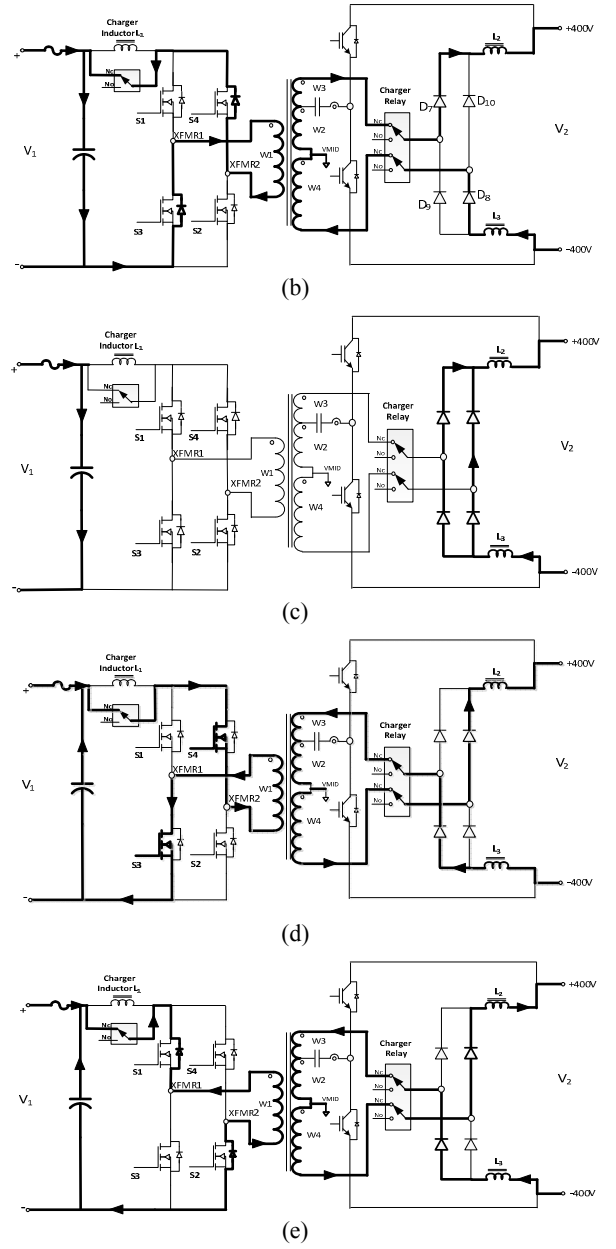 Charger
Inductor L1
+
Nc
No
S1
S4
V1
XFMR1
XFMR2
S3
S2
-
W3
W2
W1
VMID
W4
Charger
Relay
Nc
No
Nc
No
D7
D10
D9
D8
L2
L3
+400V
V2
-400V
(b)
Charger
Inductor L1
+
Nc
No
S1
S4
V1
XFMR1
XFMR2
S3
S2
-
W3
W2
W1
VMID
W4
Charger
Relay
Nc
No
Nc
No
L2
L3
+400V
V2
-400V
(c)
Charger
Inductor L1
+
Nc
No
S1
S4
V1
XFMR1
XFMR2
S3
S2
-
W3
W2
W1
VMID
W4
Charger
Relay
Nc
No
Nc
No
L2
L3
+400V
V2
-400V
(d)
Charger
Inductor L1
+
Nc
No
S1
S4
V1
XFMR1
XFMR2
S3
S2
-
W3
W2
W1
VMID
W4
Charger
Relay
Nc
No
Nc
No
L2
L3
+400V
V2
-400V
(e)